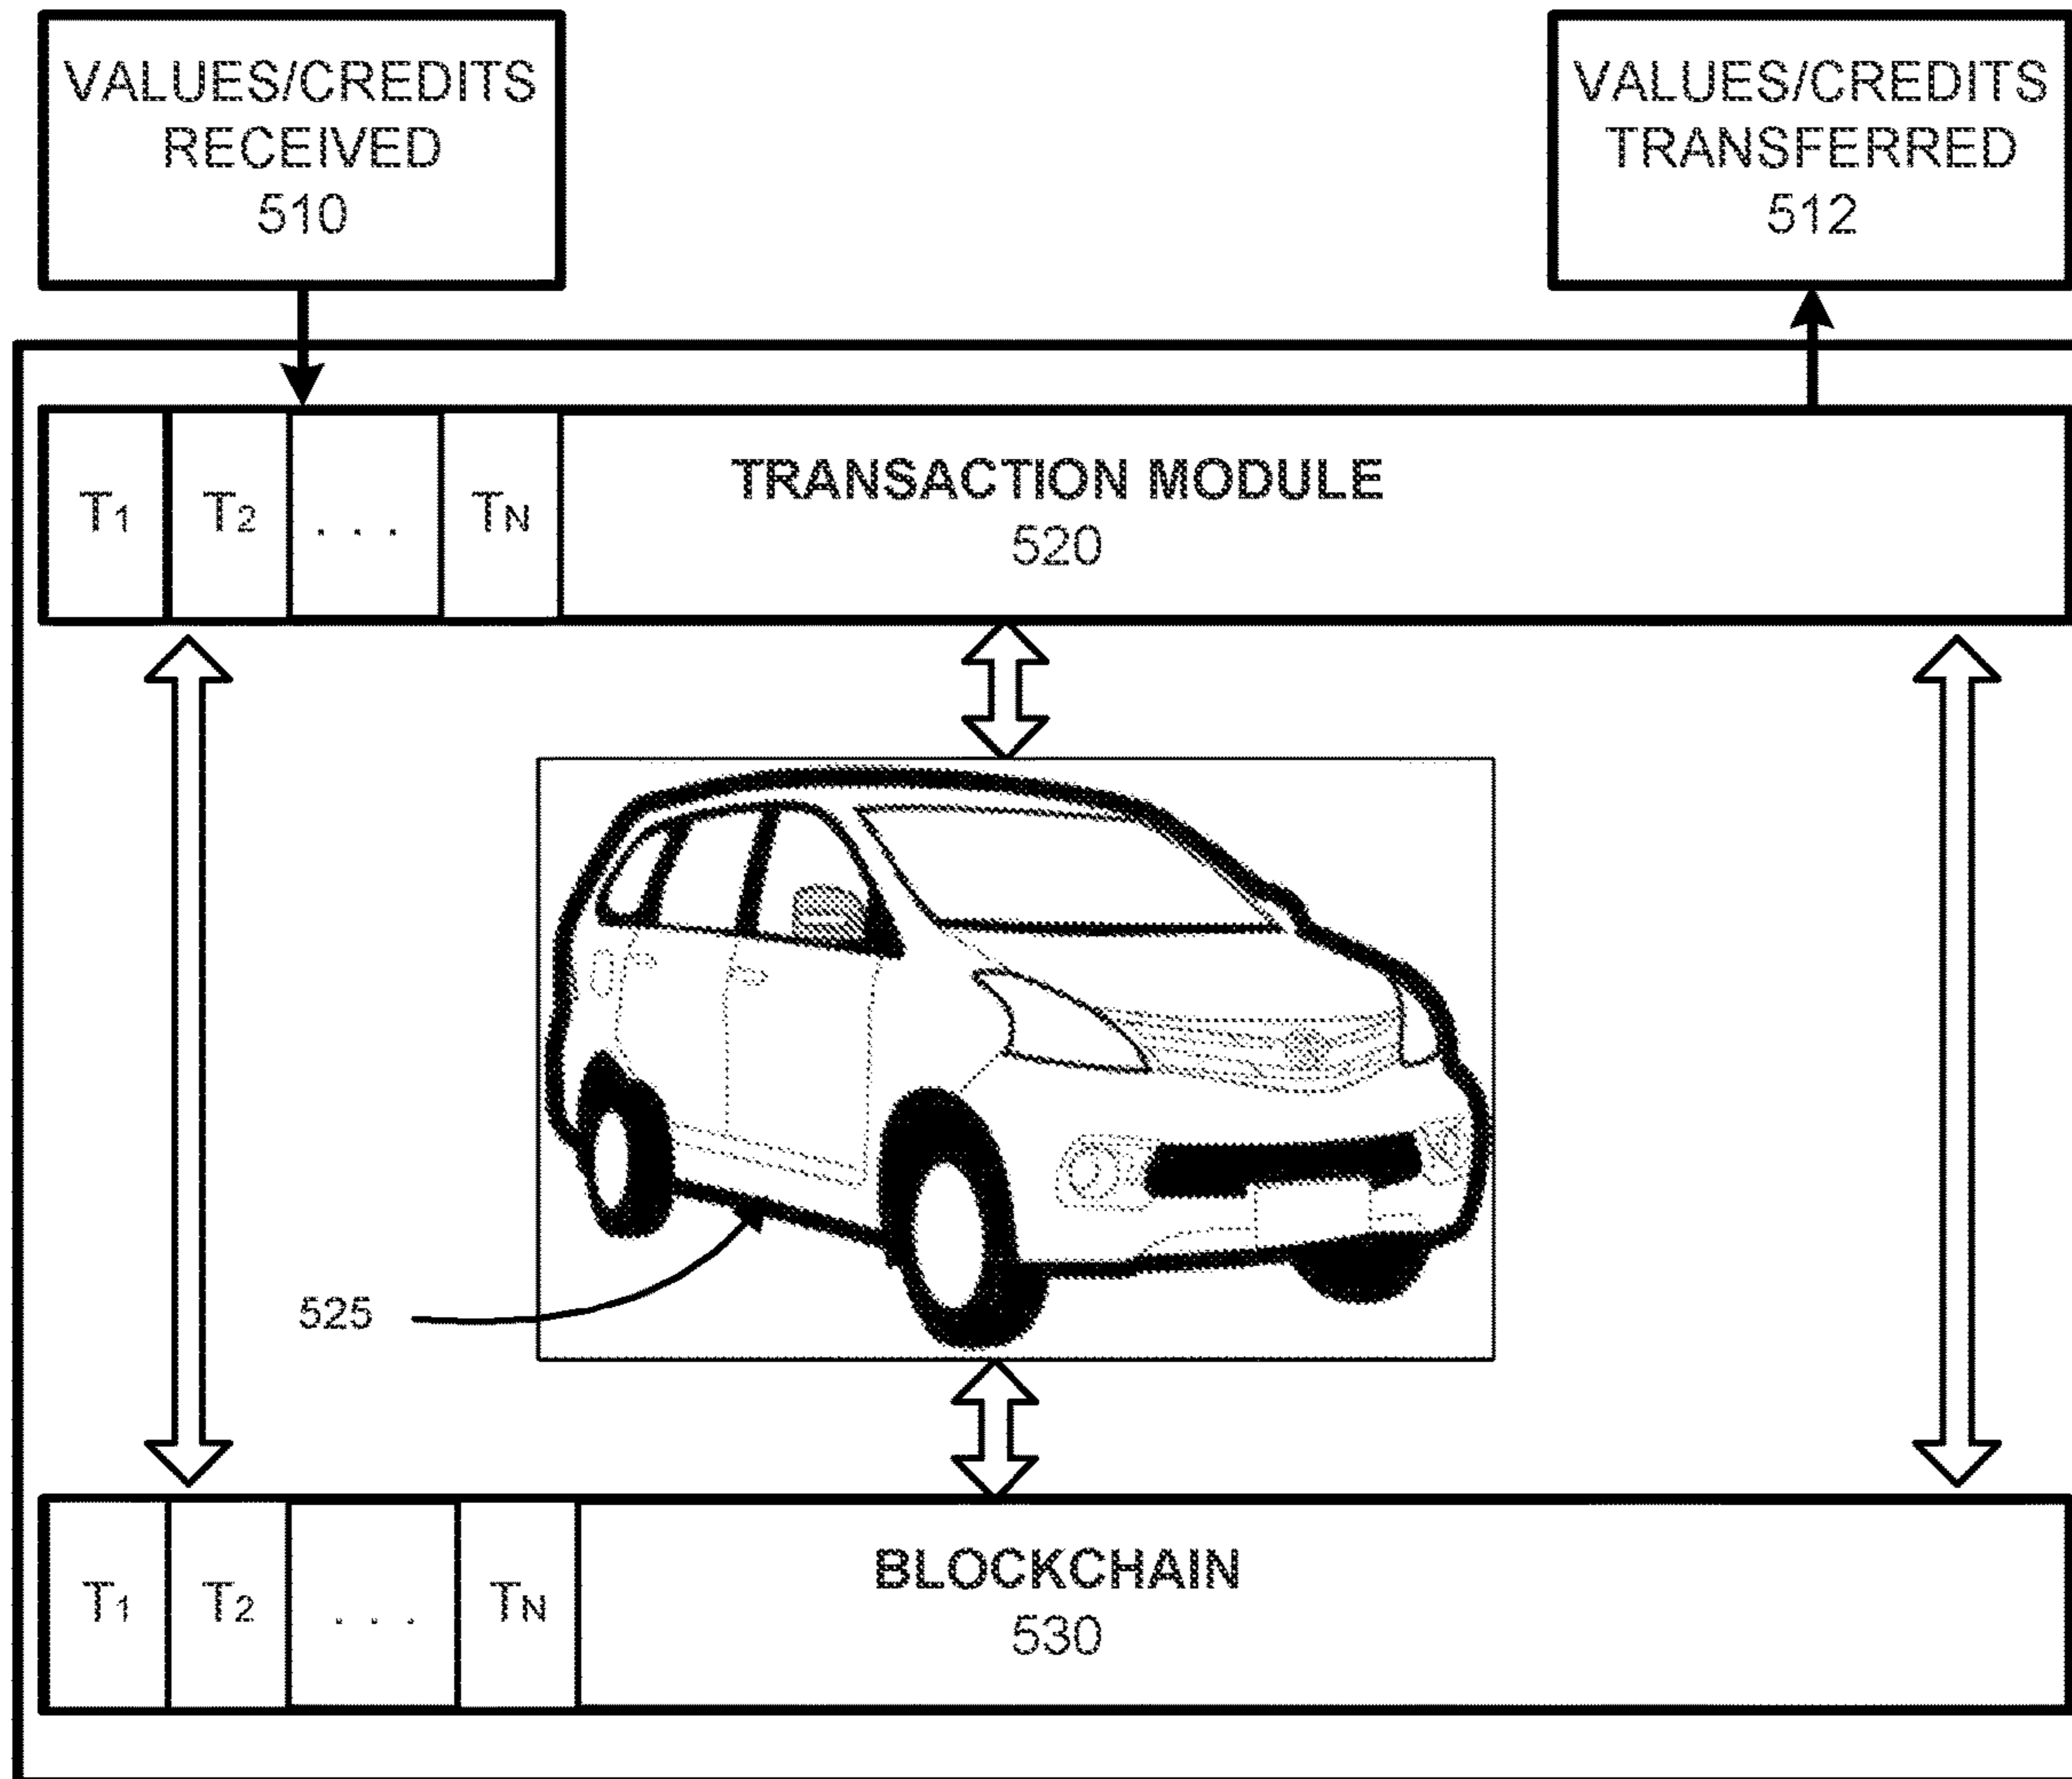 VALUES/CREDITS
RECEIVED
510
VALUES/CREDITS
TRANSFERRED
512
T1 T2 . . . TN
TRANSACTION MODULE
520
525
T1 T2 . . . TN
BLOCKCHAIN
530